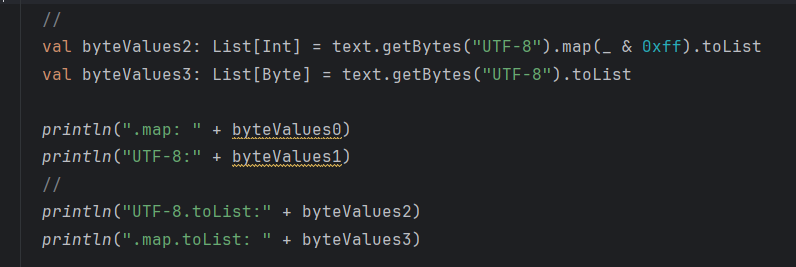 //
val byteValues2: List[Int] = text.getBytes("UTF-8").map(_ & 0xff).toList
val byteValues3: List[Byte] = text.getBytes("UTF-8").toList
println(".map: " + byteValues0)
println("UTF-8:" + byteValues1)
//
println("UTF-8.toList:" + byteValues2)
println(".map.toList: " + byteValues3)